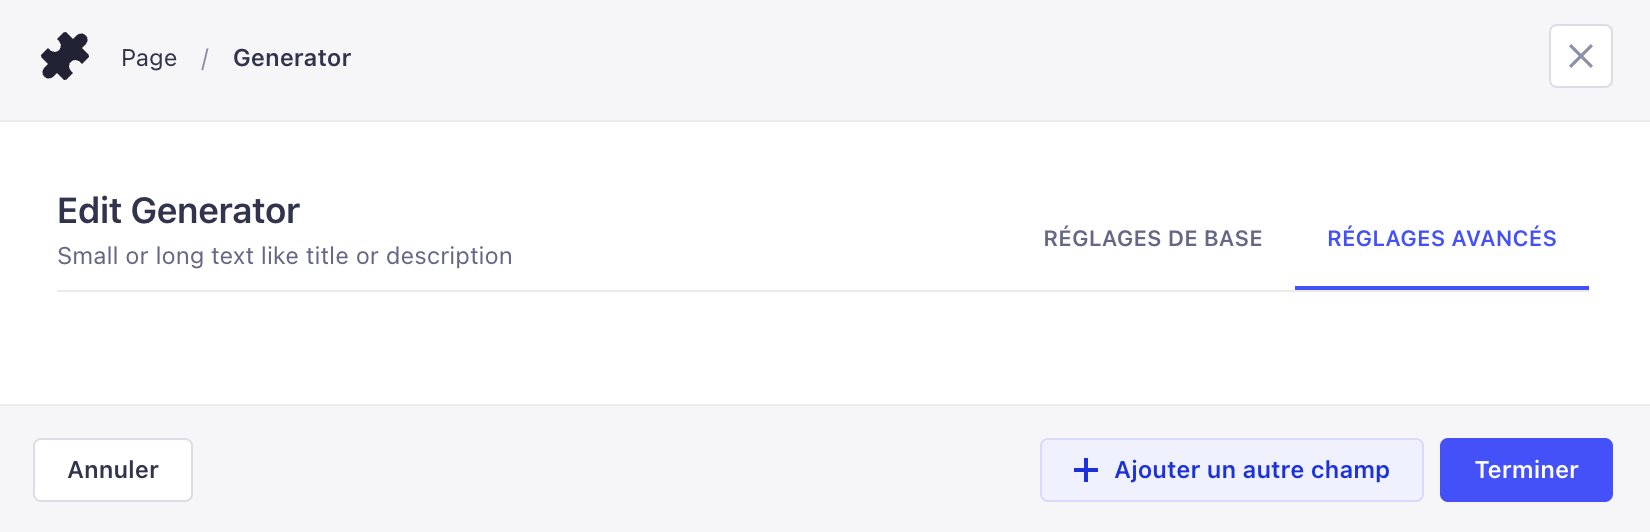 Page / Generator
Edit Generator
Small or long text like title or description
RÉGLAGES DE BASE
RÉGLAGES AVANCÉS
Annuler
Ajouter un autre champ
Terminer